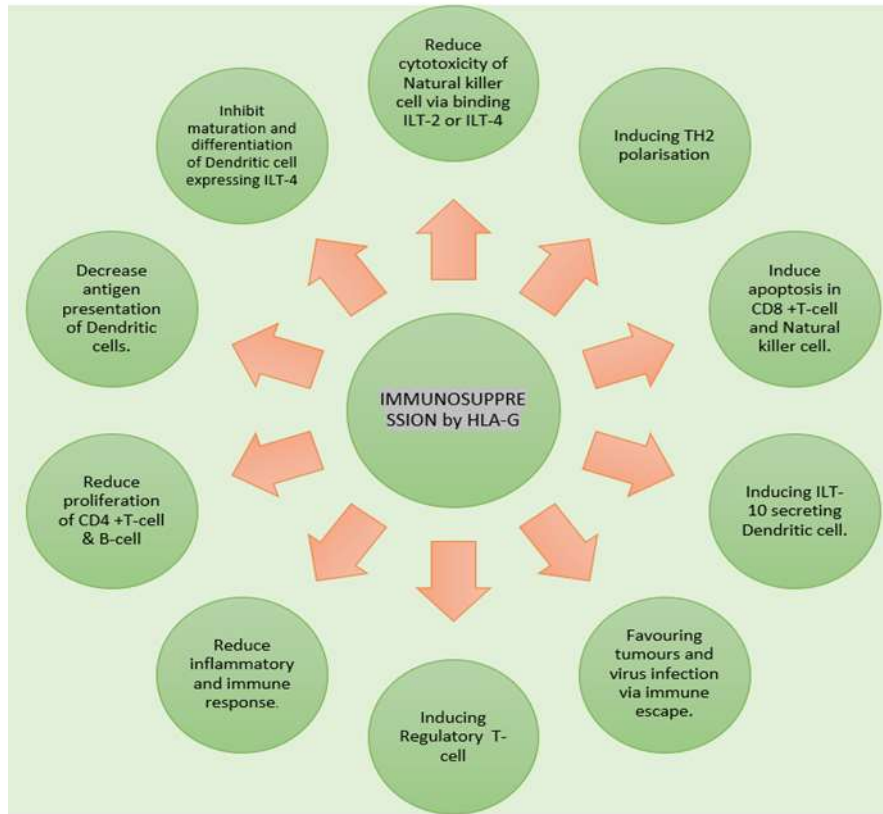 Reduce
cytotoxicity of
Natural killer
cell via binding
ILT-2 or ILT-4
Inducing TH2
polarisation
Induce
apoptosis in
CD8 +T-cell
and Natural
killer cell.
Inducing ILT-
10 secreting
Dendritic cell.
Favouring
tumours and
virus infection
via immune
escape.
Inducing
Regulatory T-
cell
Reduce
inflammatory
and immune
response.
Reduce
proliferation
of CD4 +T-cell
& B-cell
Decrease
antigen
presentation
of Dendritic
cells.
Inhibit
maturation and
differentiation
of Dendritic cell
expressing ILT-4
IMMUNOSUPPRE
SSION by HLA-G